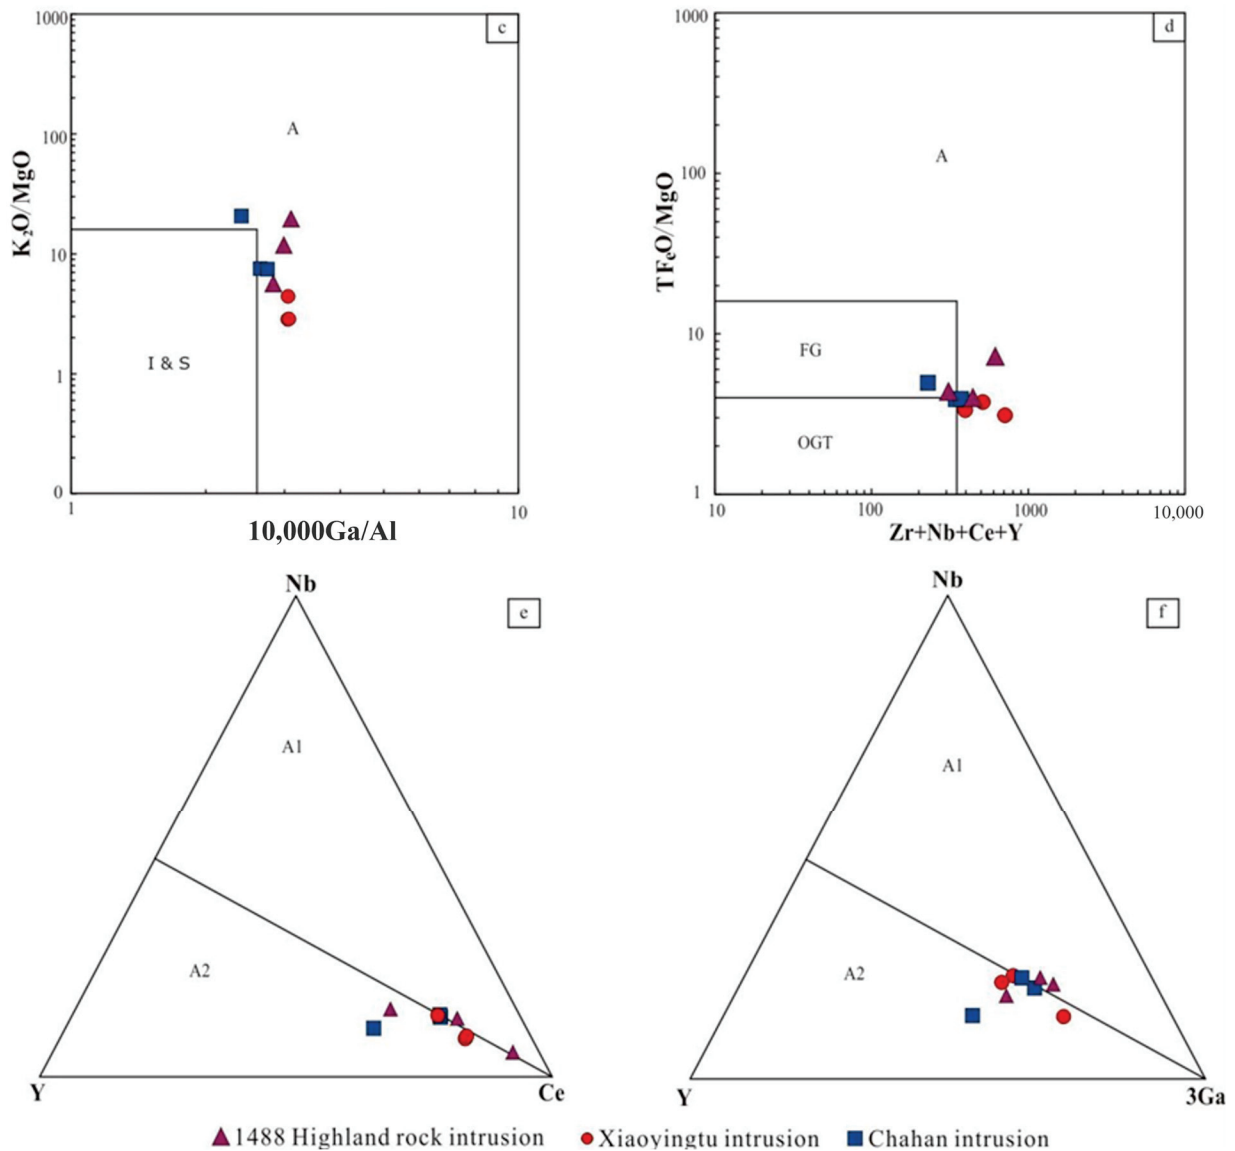 c
1000
100
10
1
0
K₂O/MgO
A
I & S
1
10
10,000Ga/Al
d
1000
100
10
1
TFeO/MgO
A
FG
OGT
10
100
1000
10,000
Zr+Nb+Ce+Y
Nb
e
A1
A2
Y
Ce
Nb
f
A1
A2
Y
3Ga
1488 Highland rock intrusion
Xiaoyingtu intrusion
Chahan intrusion